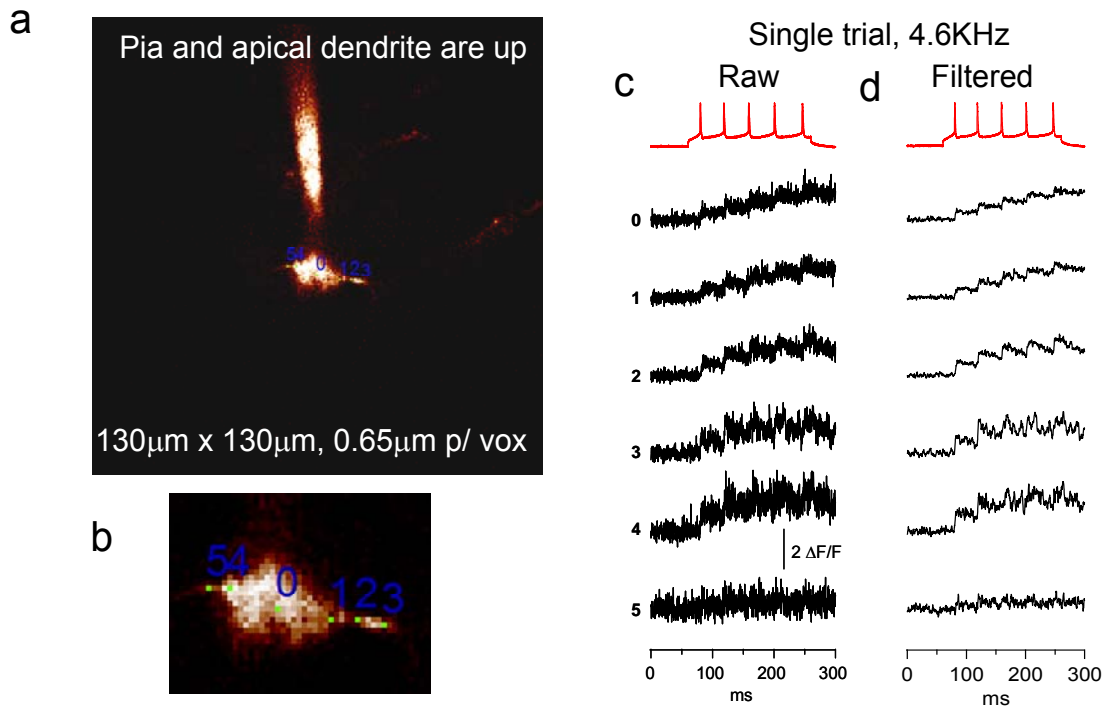 a
Pia and apical dendrite are up
54 0 123
130μm x 130μm, 0.65μm p/ vox
b
54 0 123
Single trial, 4.6KHz
c Raw
d Filtered
0
1
2
3
4
2 ΔF/F
5
0 100 200 300
ms
0 100 200 300
ms